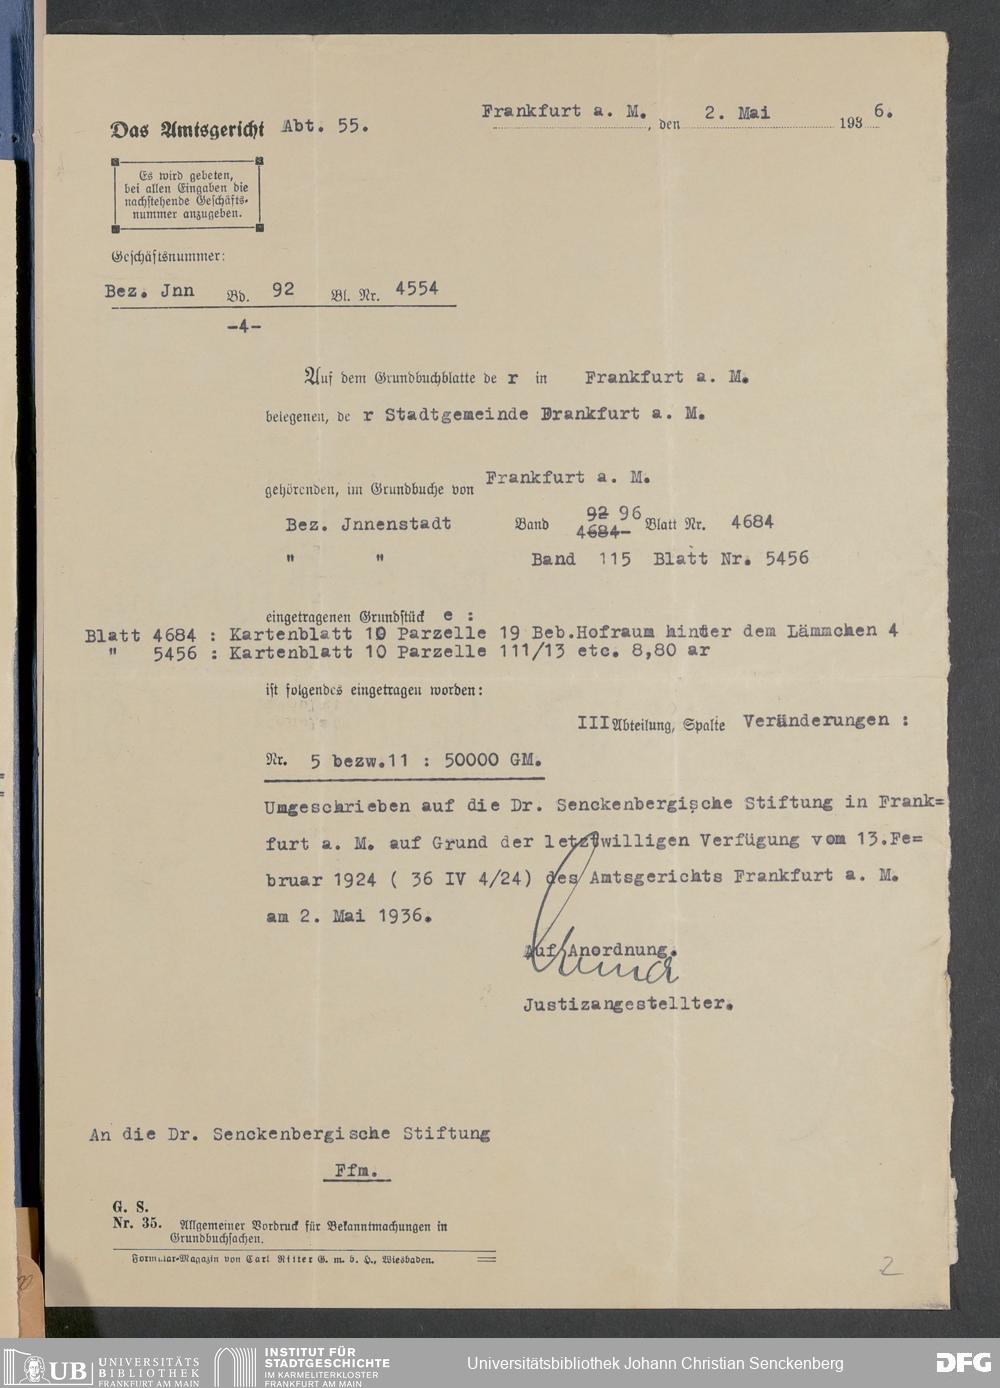 Das Amtsgericht Abt. 55.
Frankfurt a. M., den 2. Mai 1936.
Es wird gebeten,
bei allen Eingaben die
nachstehende Geschäfts-
nummer anzugeben.
Geschäftsnummer:
Bez. Jnn Bd. 92 Bl. Nr. 4554
-4-
Auf dem Grundbuchblatte de r in Frankfurt a. M.
belegenen, de r Stadtgemeinde Frankfurt a. M.
gehörenden, im Grundbuche von Frankfurt a. M.
Bez. Jnnenstadt Band 92 96 4684- Blatt Nr. 4684
" " Band 115 Blatt Nr. 5456
eingetragenen Grundstück e :
Blatt 4684 : Kartenblatt 10 Parzelle 19 Beb.Hofraum hinter dem Lämmchen 4
" 5456 : Kartenblatt 10 Parzelle 111/13 etc. 8,80 ar
ist folgendes eingetragen worden:
III Abteilung, Spalte Veränderungen :
Nr. 5 bezw.11 : 50000 GM.
Umgeschrieben auf die Dr. Senckenbergische Stiftung in Frank=
furt a. M. auf Grund der letztwilligen Verfügung vom 13.Fe=
bruar 1924 ( 36 IV 4/24) des Amtsgerichts Frankfurt a. M.
am 2. Mai 1936.
Auf Anordnung.
Justizangestellter.
An die Dr. Senckenbergische Stiftung
Ffm.
G. S.
Nr. 35. Allgemeiner Vordruck für Bekanntmachungen in
Grundbuchsachen.
Formular-Magazin von Carl Ritter G. m. b. H., Wiesbaden.
2
UB UNIVERSITÄTS
BIBLIOTHEK
FRANKFURT AM MAIN
INSTITUT FÜR
STADTGESCHICHTE
IM KARMELITERKLOSTER
FRANKFURT AM MAIN
Universitätsbibliothek Johann Christian Senckenberg
DFG